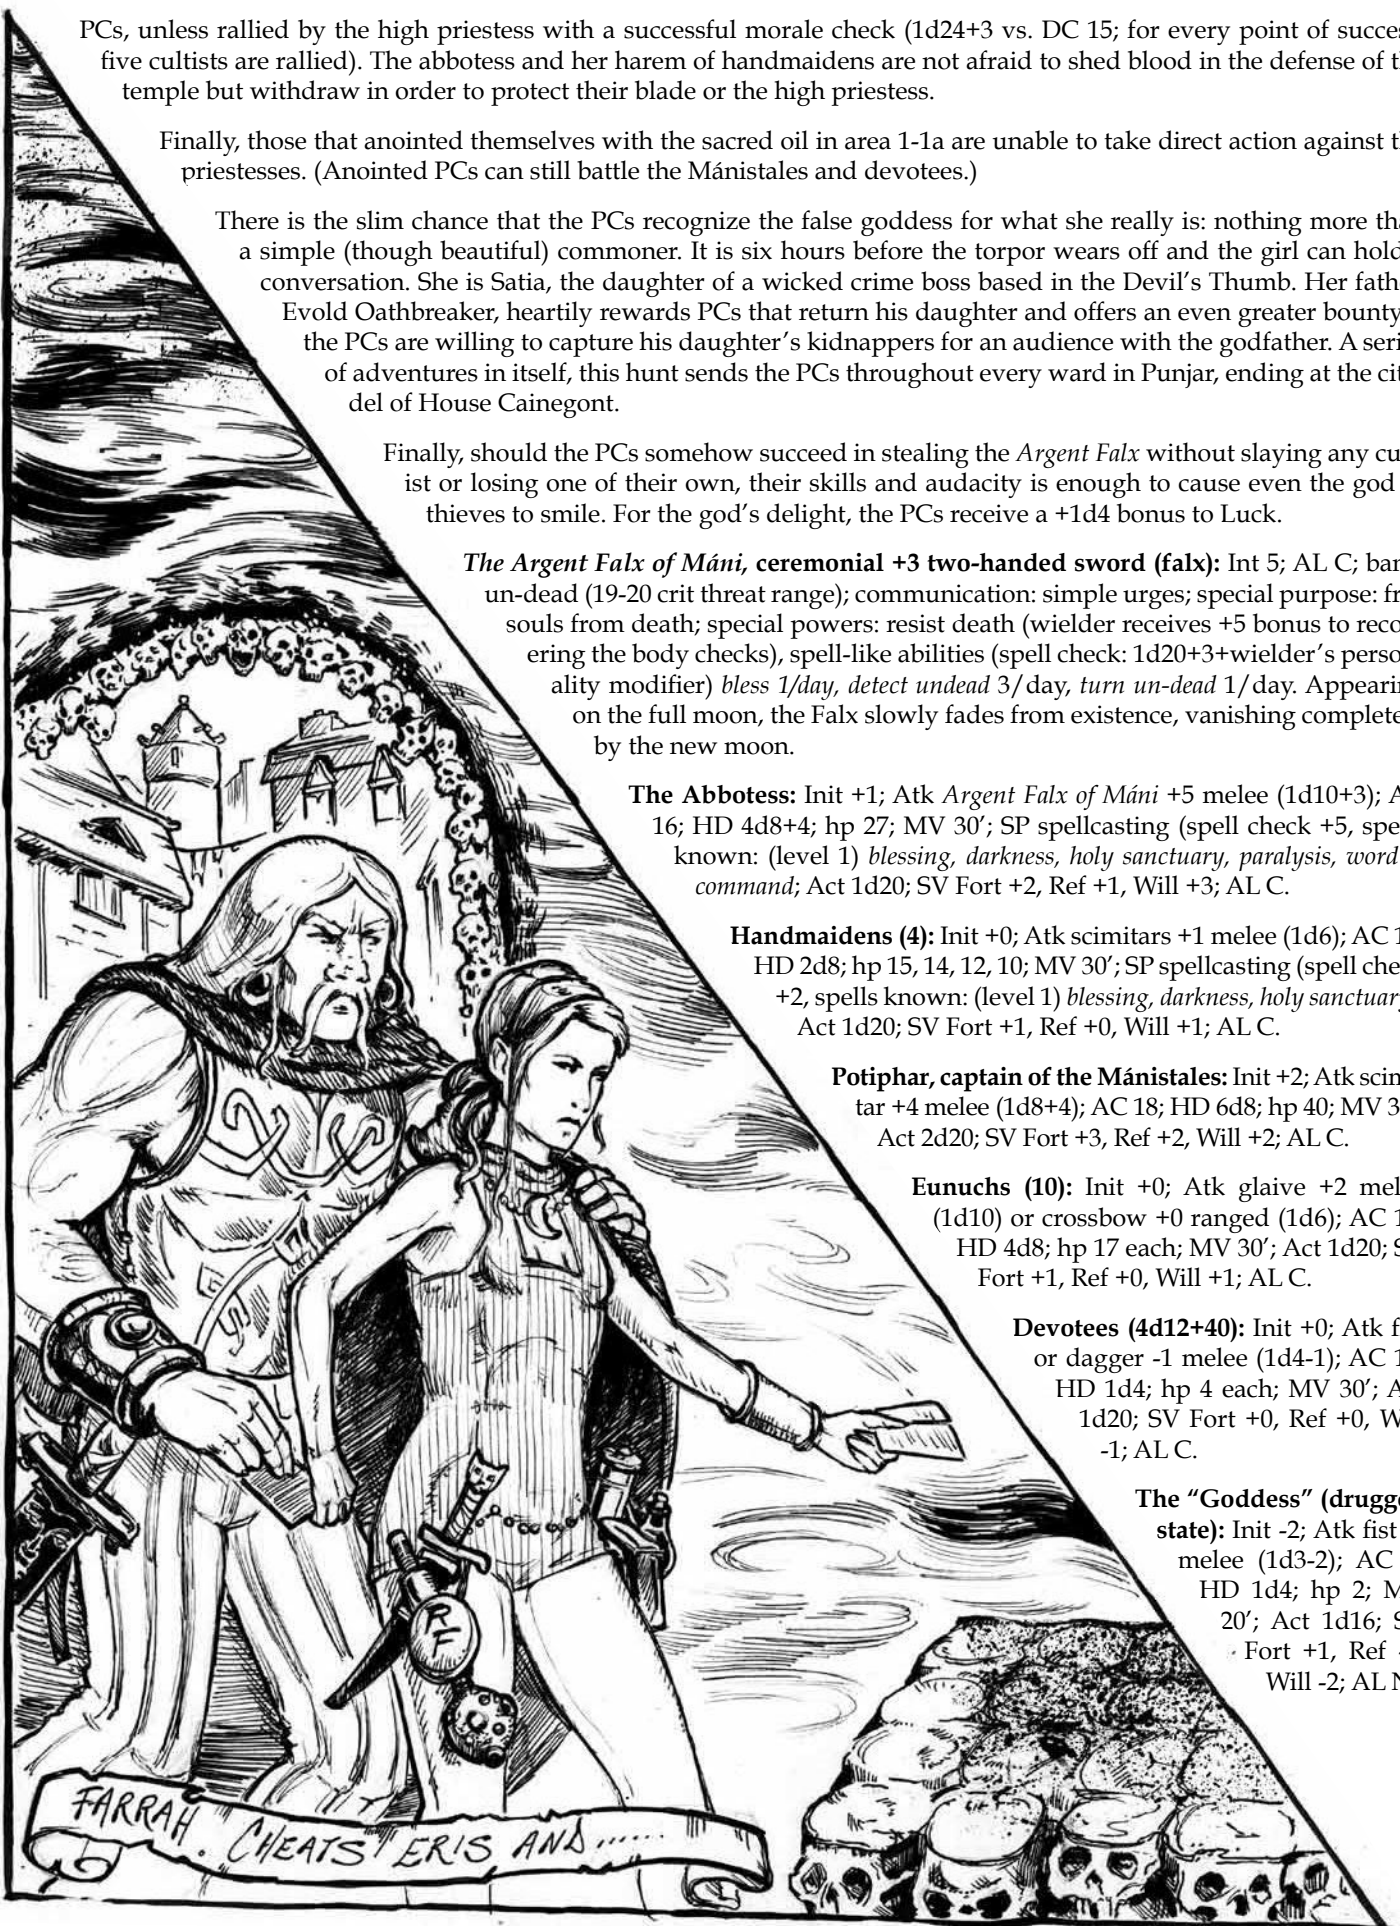 PCs, unless rallied by the high priestess with a successful morale check (1d24+3 vs. DC 15; for every point of succes
five cultists are rallied). The abbotess and her harem of handmaidens are not afraid to shed blood in the defense of th
temple but withdraw in order to protect their blade or the high priestess.
Finally, those that anointed themselves with the sacred oil in area 1-1a are unable to take direct action against th
priestesses. (Anointed PCs can still battle the Mánistales and devotees.)
There is the slim chance that the PCs recognize the false goddess for what she really is: nothing more tha
a simple (though beautiful) commoner. It is six hours before the torpor wears off and the girl can hold
conversation. She is Satia, the daughter of a wicked crime boss based in the Devil's Thumb. Her fath
Evold Oathbreaker, heartily rewards PCs that return his daughter and offers an even greater bounty
the PCs are willing to capture his daughter's kidnappers for an audience with the godfather. A seri
of adventures in itself, this hunt sends the PCs throughout every ward in Punjar, ending at the cit
del of House Cainegont.
Finally, should the PCs somehow succeed in stealing the Argent Falx without slaying any cu
ist or losing one of their own, their skills and audacity is enough to cause even the god
thieves to smile. For the god's delight, the PCs receive a +1d4 bonus to Luck.
The Argent Falx of Máni, ceremonial +3 two-handed sword (falx): Int 5; AL C; ban
un-dead (19-20 crit threat range); communication: simple urges; special purpose: fr
souls from death; special powers: resist death (wielder receives +5 bonus to reco
ering the body checks), spell-like abilities (spell check: 1d20+3+wielder's perso
ality modifier) bless 1/day, detect undead 3/day, turn un-dead 1/day. Appearin
on the full moon, the Falx slowly fades from existence, vanishing complete
by the new moon.
The Abbotess: Init +1; Atk Argent Falx of Máni +5 melee (1d10+3); A
16; HD 4d8+4; hp 27; MV 30'; SP spellcasting (spell check +5, spe
known: (level 1) blessing, darkness, holy sanctuary, paralysis, word
command; Act 1d20; SV Fort +2, Ref +1, Will +3; AL C.
Handmaidens (4): Init +0; Atk scimitars +1 melee (1d6); AC 1
HD 2d8; hp 15, 14, 12, 10; MV 30'; SP spellcasting (spell che
+2, spells known: (level 1) blessing, darkness, holy sanctuary
Act 1d20; SV Fort +1, Ref +0, Will +1; AL C.
Potiphar, captain of the Mánistales: Init +2; Atk scim
tar +4 melee (1d8+4); AC 18; HD 6d8; hp 40; MV 3
Act 2d20; SV Fort +3, Ref +2, Will +2; AL C.
Eunuchs (10): Init +0; Atk glaive +2 mel
(1d10) or crossbow +0 ranged (1d6); AC 1
HD 4d8; hp 17 each; MV 30'; Act 1d20; S
Fort +1, Ref +0, Will +1; AL C.
Devotees (4d12+40): Init +0; Atk f
or dagger -1 melee (1d4-1); AC 1
HD 1d4; hp 4 each; MV 30'; A
1d20; SV Fort +0, Ref +0, W
-1; AL C.
The “Goddess” (drugge
state): Init -2; Atk fist
melee (1d3-2); AC
HD 1d4; hp 2; M
20'; Act 1d16; S
Fort +1, Ref
Will -2; AL N
RF
FARRAH CHEATS ERIS AND......